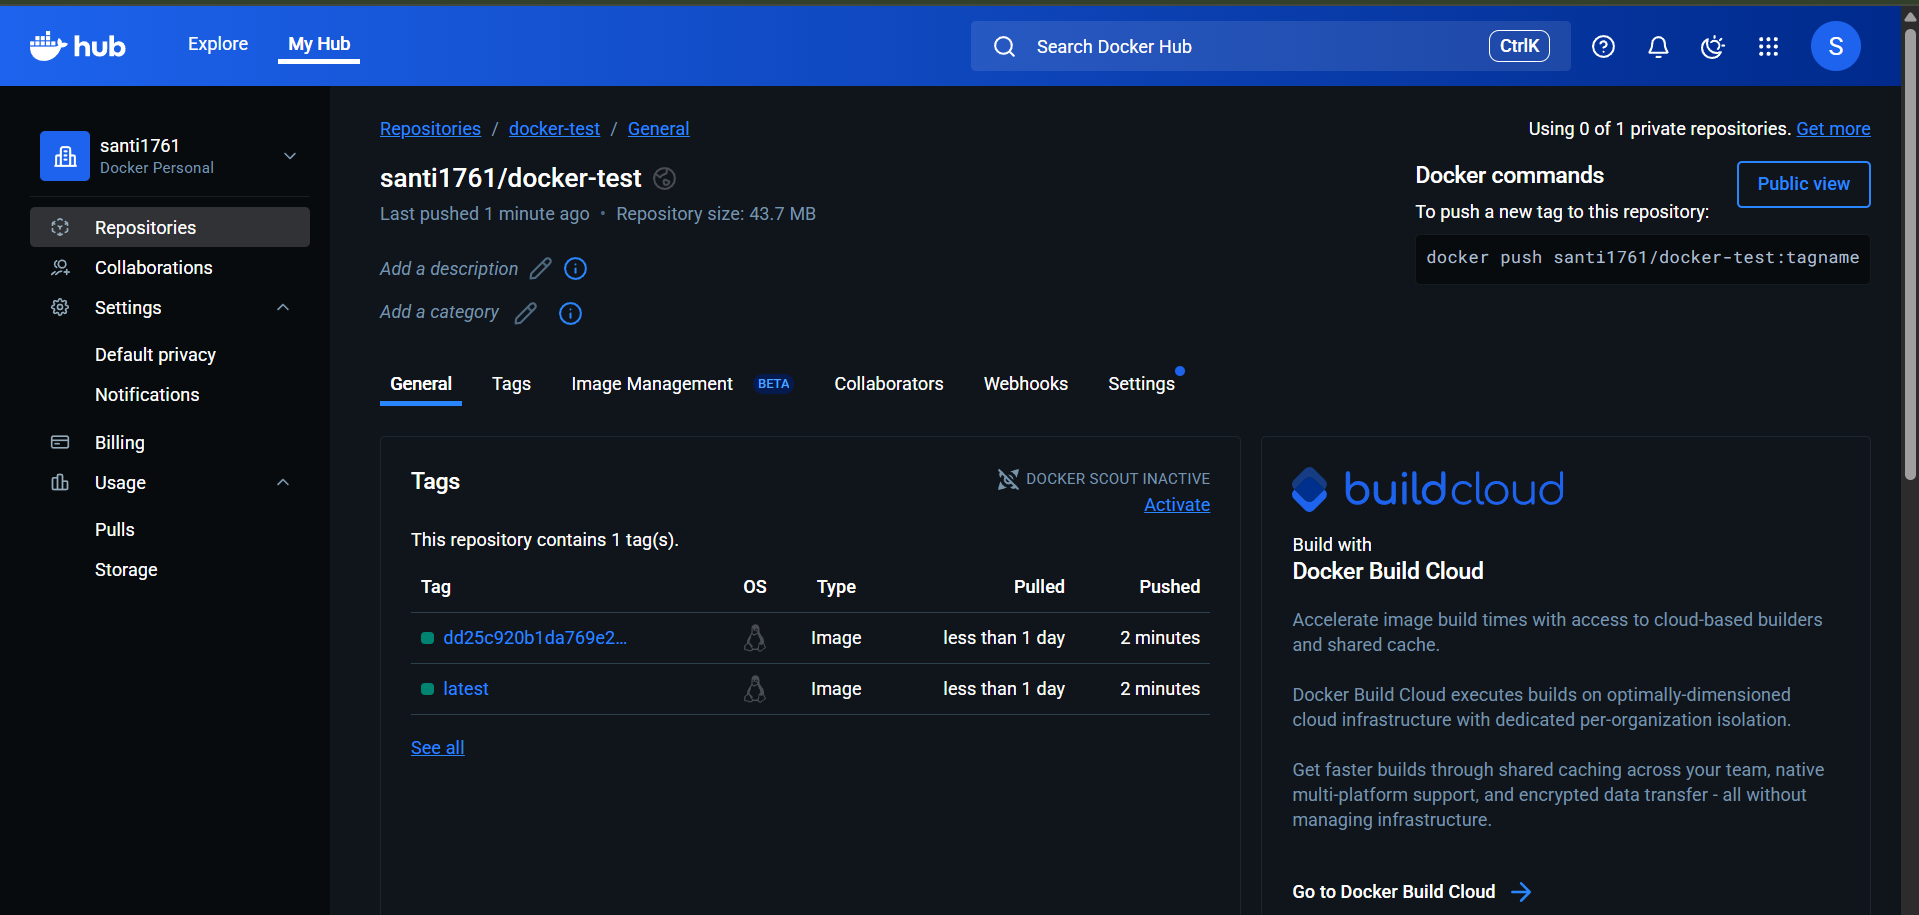 hub
Explore
My Hub
Search Docker Hub
CtrlK
S
santi1761
Docker Personal
Repositories
Collaborations
Settings
Default privacy
Notifications
Billing
Usage
Pulls
Storage
Repositories / docker-test / General
Using 0 of 1 private repositories. Get more
santi1761/docker-test
Last pushed 1 minute ago • Repository size: 43.7 MB
Add a description
Add a category
Docker commands
Public view
To push a new tag to this repository:
docker push santi1761/docker-test:tagname
General
Tags
Image Management BETA
Collaborators
Webhooks
Settings
Tags
DOCKER SCOUT INACTIVE
Activate
This repository contains 1 tag(s).
Tag OS Type Pulled Pushed
dd25c920b1da769e2... Image less than 1 day 2 minutes
latest Image less than 1 day 2 minutes
See all
buildcloud
Build with
Docker Build Cloud
Accelerate image build times with access to cloud-based builders
and shared cache.
Docker Build Cloud executes builds on optimally-dimensioned
cloud infrastructure with dedicated per-organization isolation.
Get faster builds through shared caching across your team, native
multi-platform support, and encrypted data transfer - all without
managing infrastructure.
Go to Docker Build Cloud